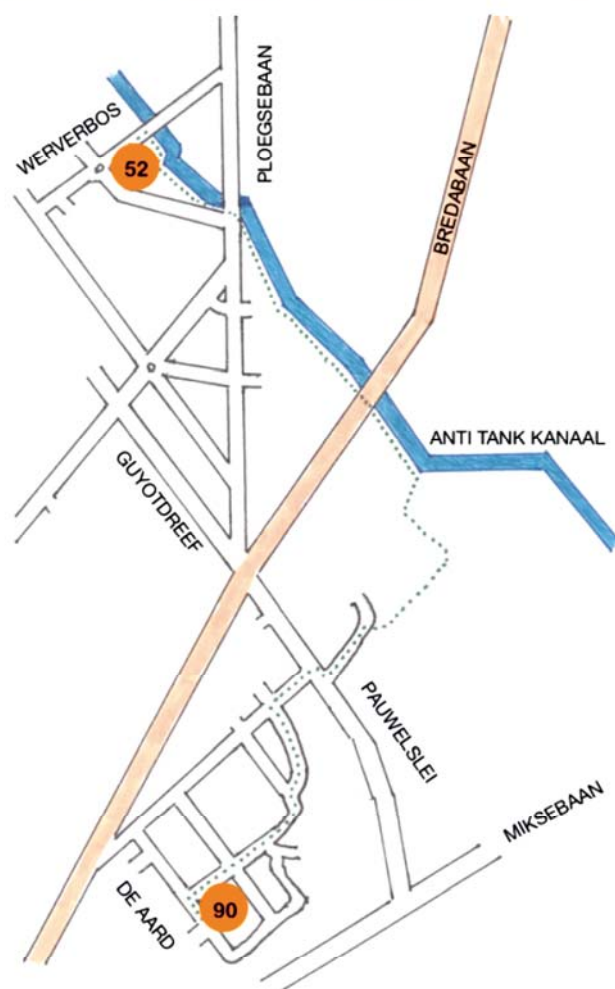 WERVERBOS
52
PLOEGSEBAAN
BREDABAAN
ANTI TANK KANAAL
GUYOTDREEF
PAUWELSLEI
MIKSEBAAN
DE AARD
90